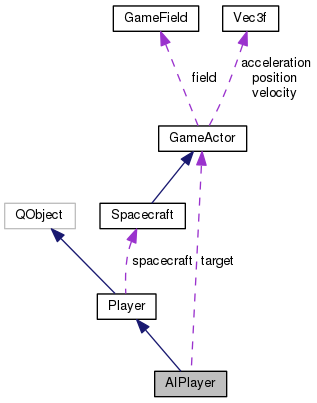 GameField
Vec3f
field
acceleration
position
velocity
GameActor
QObject
Spacecraft
spacecraft
target
Player
AIPlayer